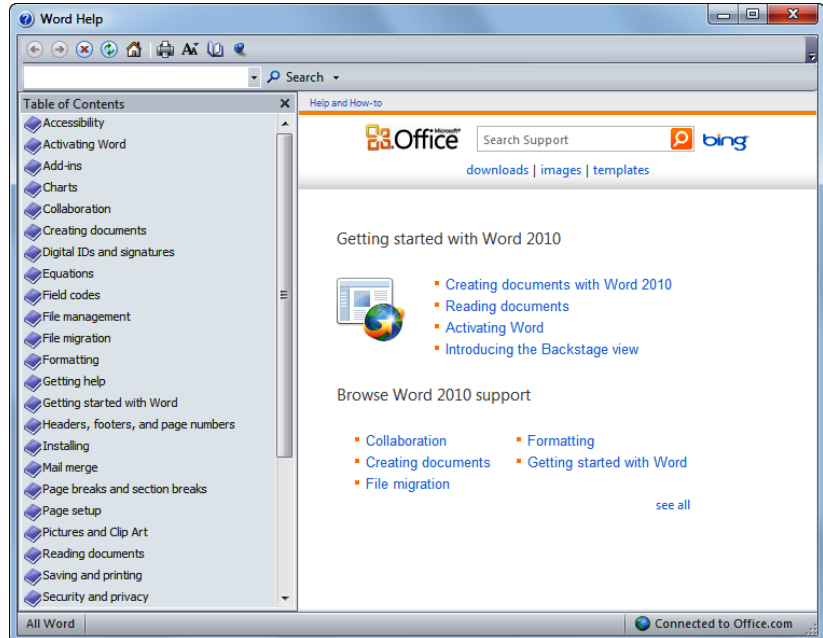 Word Help
Search
Table of Contents
Accessibility
Activating Word
Add-ins
Charts
Collaboration
Creating documents
Digital IDs and signatures
Equations
Field codes
File management
File migration
Formatting
Getting help
Getting started with Word
Headers, footers, and page numbers
Installing
Mail merge
Page breaks and section breaks
Page setup
Pictures and Clip Art
Reading documents
Saving and printing
Security and privacy
Help and How-to
Microsoft® Office Search Support bing
downloads | images | templates
Getting started with Word 2010
Creating documents with Word 2010
Reading documents
Activating Word
Introducing the Backstage view
Browse Word 2010 support
Collaboration Formatting
Creating documents Getting started with Word
File migration
see all
All Word Connected to Office.com